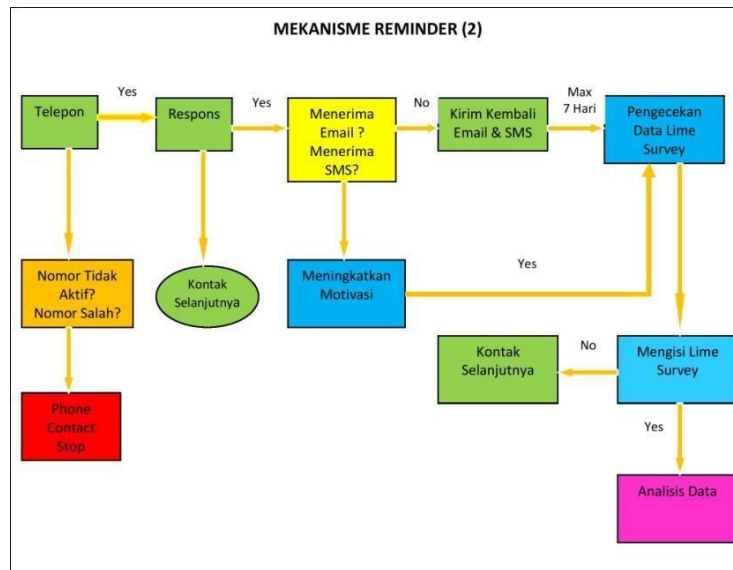 MEKANISME REMINDER (2)
Telepon
Yes
Respons
Yes
Menerima
Email ?
Menerima
SMS?
No
Kirim Kembali
Email & SMS
Max
7 Hari
Pengecekan
Data Lime
Survey
Nomor Tidak
Aktif?
Nomor Salah?
Kontak
Selanjutnya
Meningkatkan
Motivasi
Yes
Kontak
Selanjutnya
No
Mengisi Lime
Survey
Phone
Contact
Stop
Yes
Analisis Data